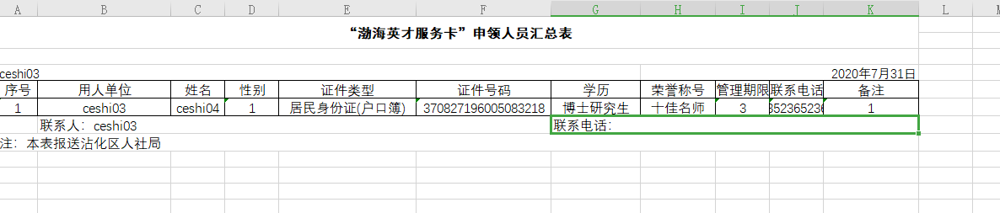 A B C D E F G H I J K L M
“渤海英才服务卡”申领人员汇总表
ceshi03 2020年7月31日
序号 用人单位 姓名 性别 证件类型 证件号码 学历 荣誉称号 管理期限 联系电话 备注
1 ceshi03 ceshi04 1 居民身份证(户口簿) 370827196005083218 博士研究生 十佳名师 3 1
联系人：ceshi03 联系电话：
注：本表报送沾化区人社局